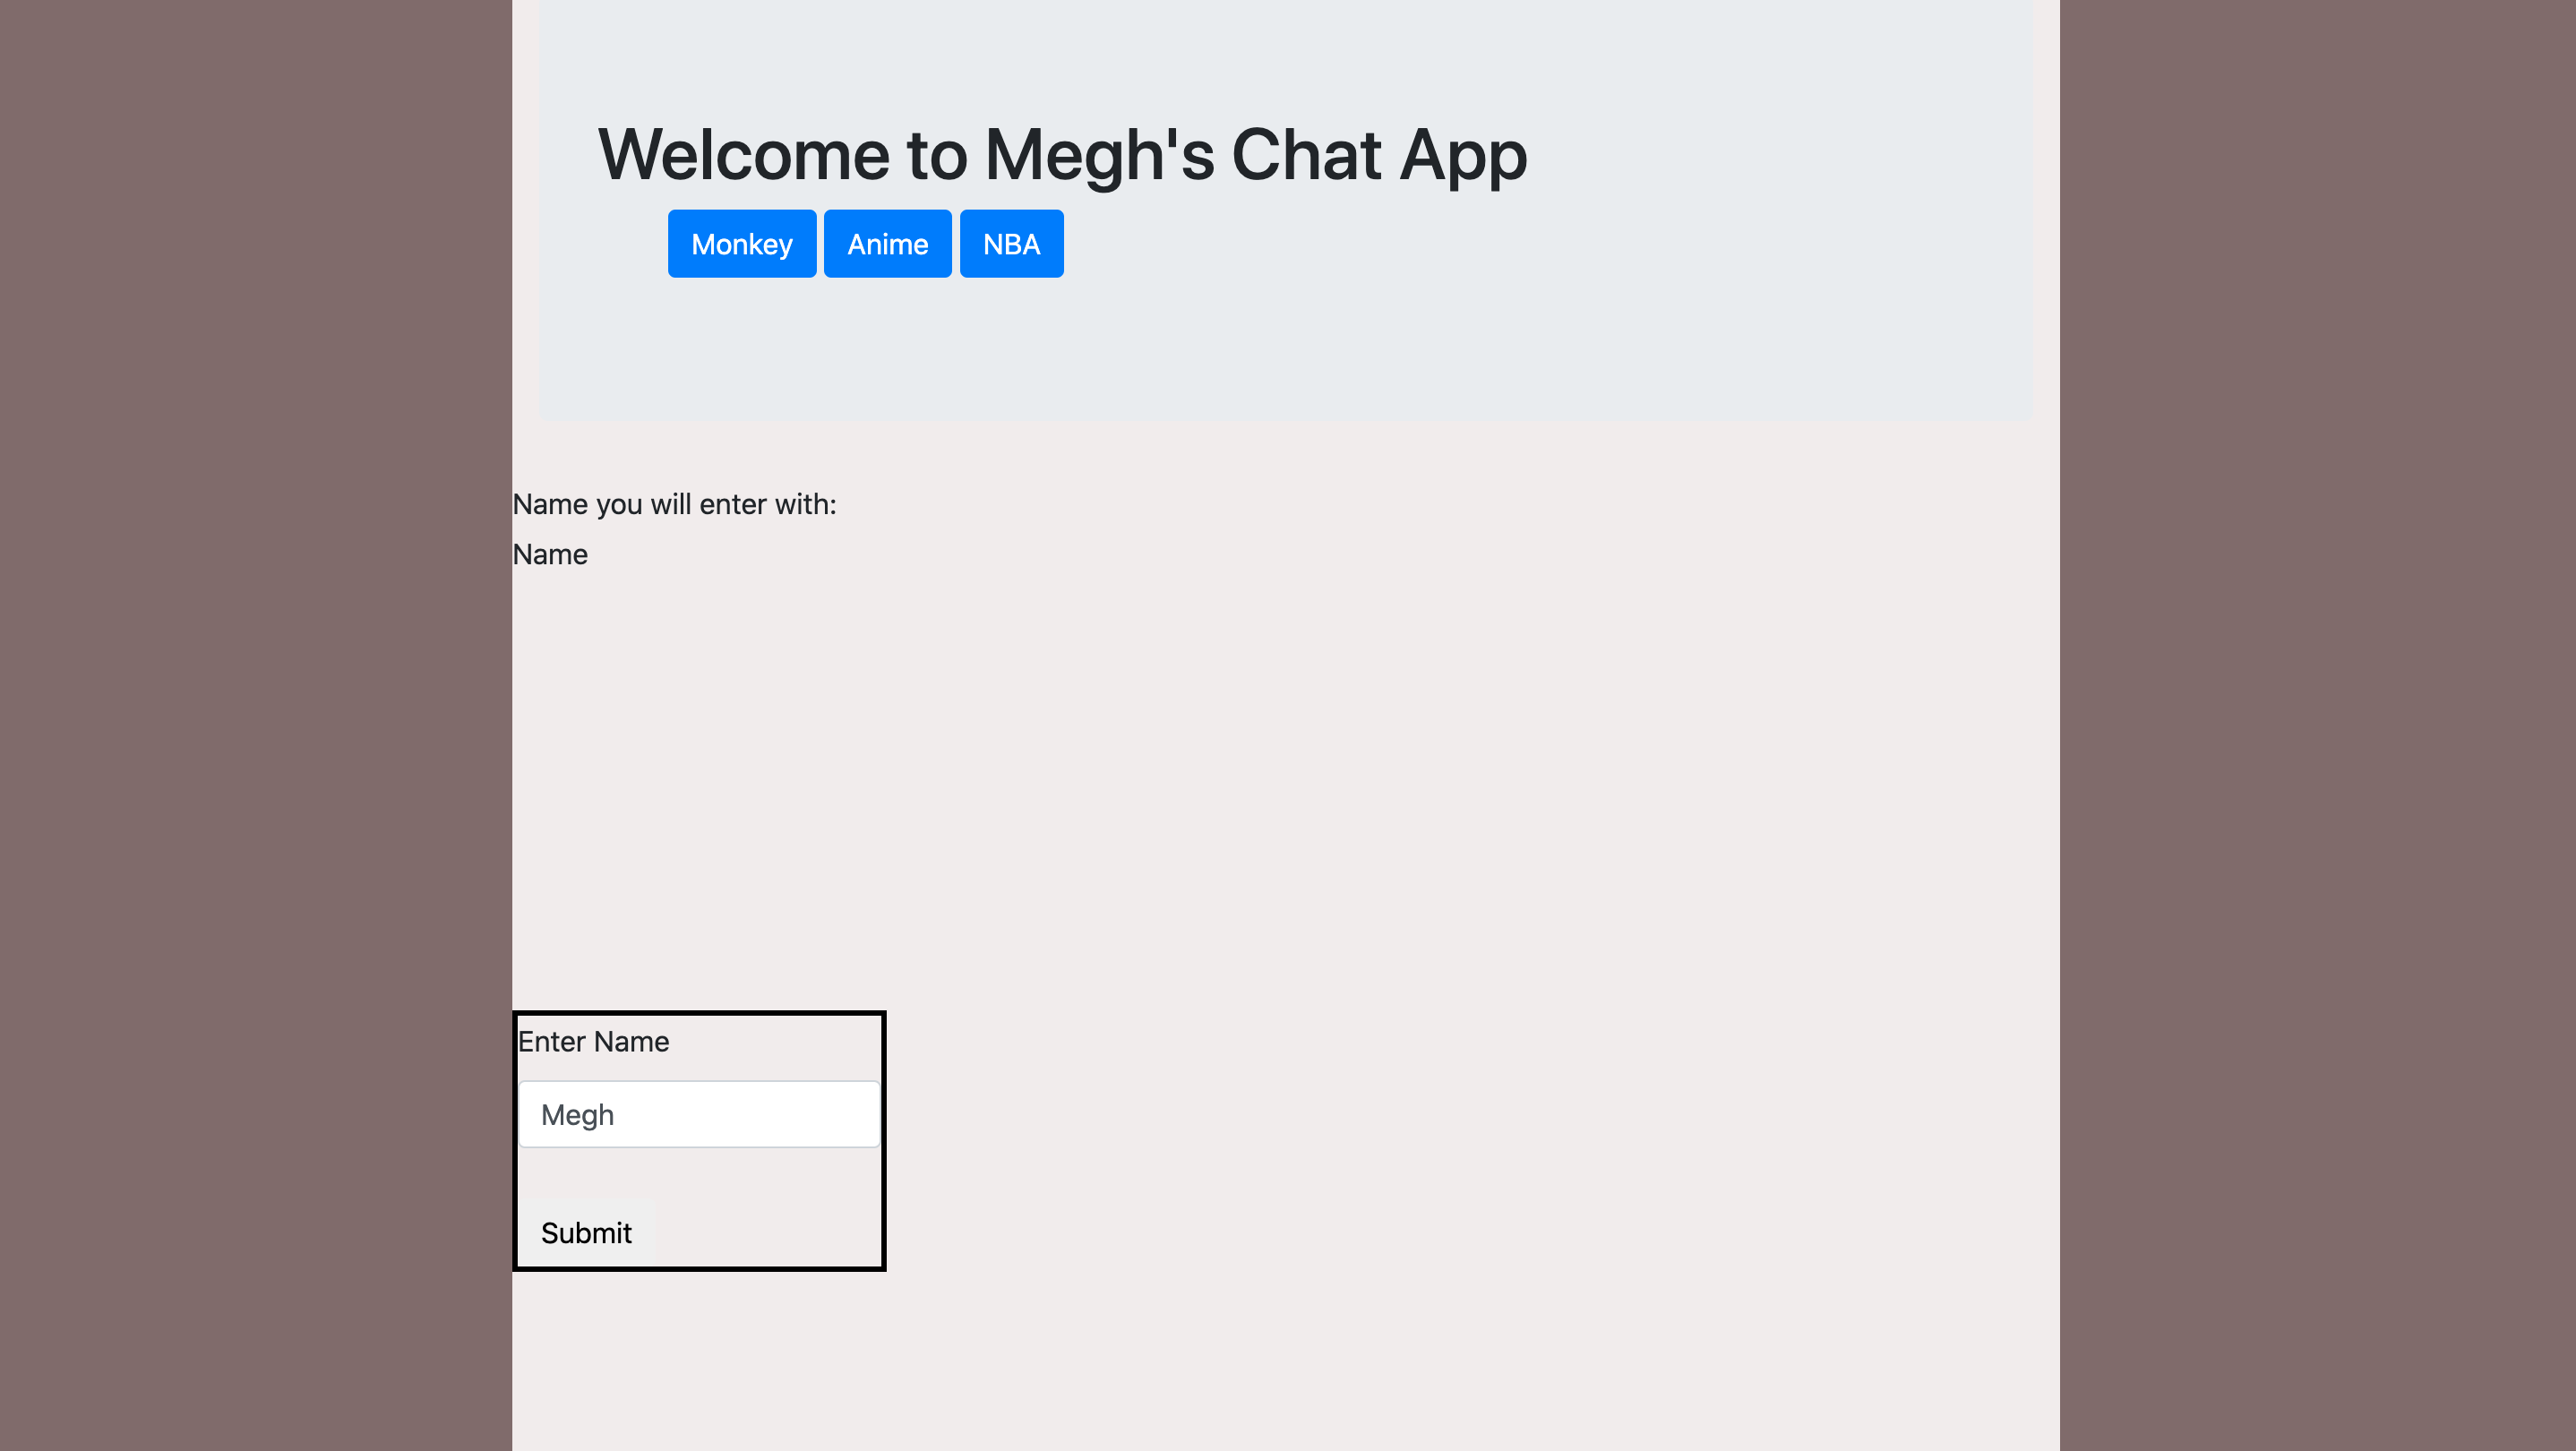 Welcome to Megh's Chat App
Monkey Anime NBA
Name you will enter with:
Name
Enter Name
Megh
Submit